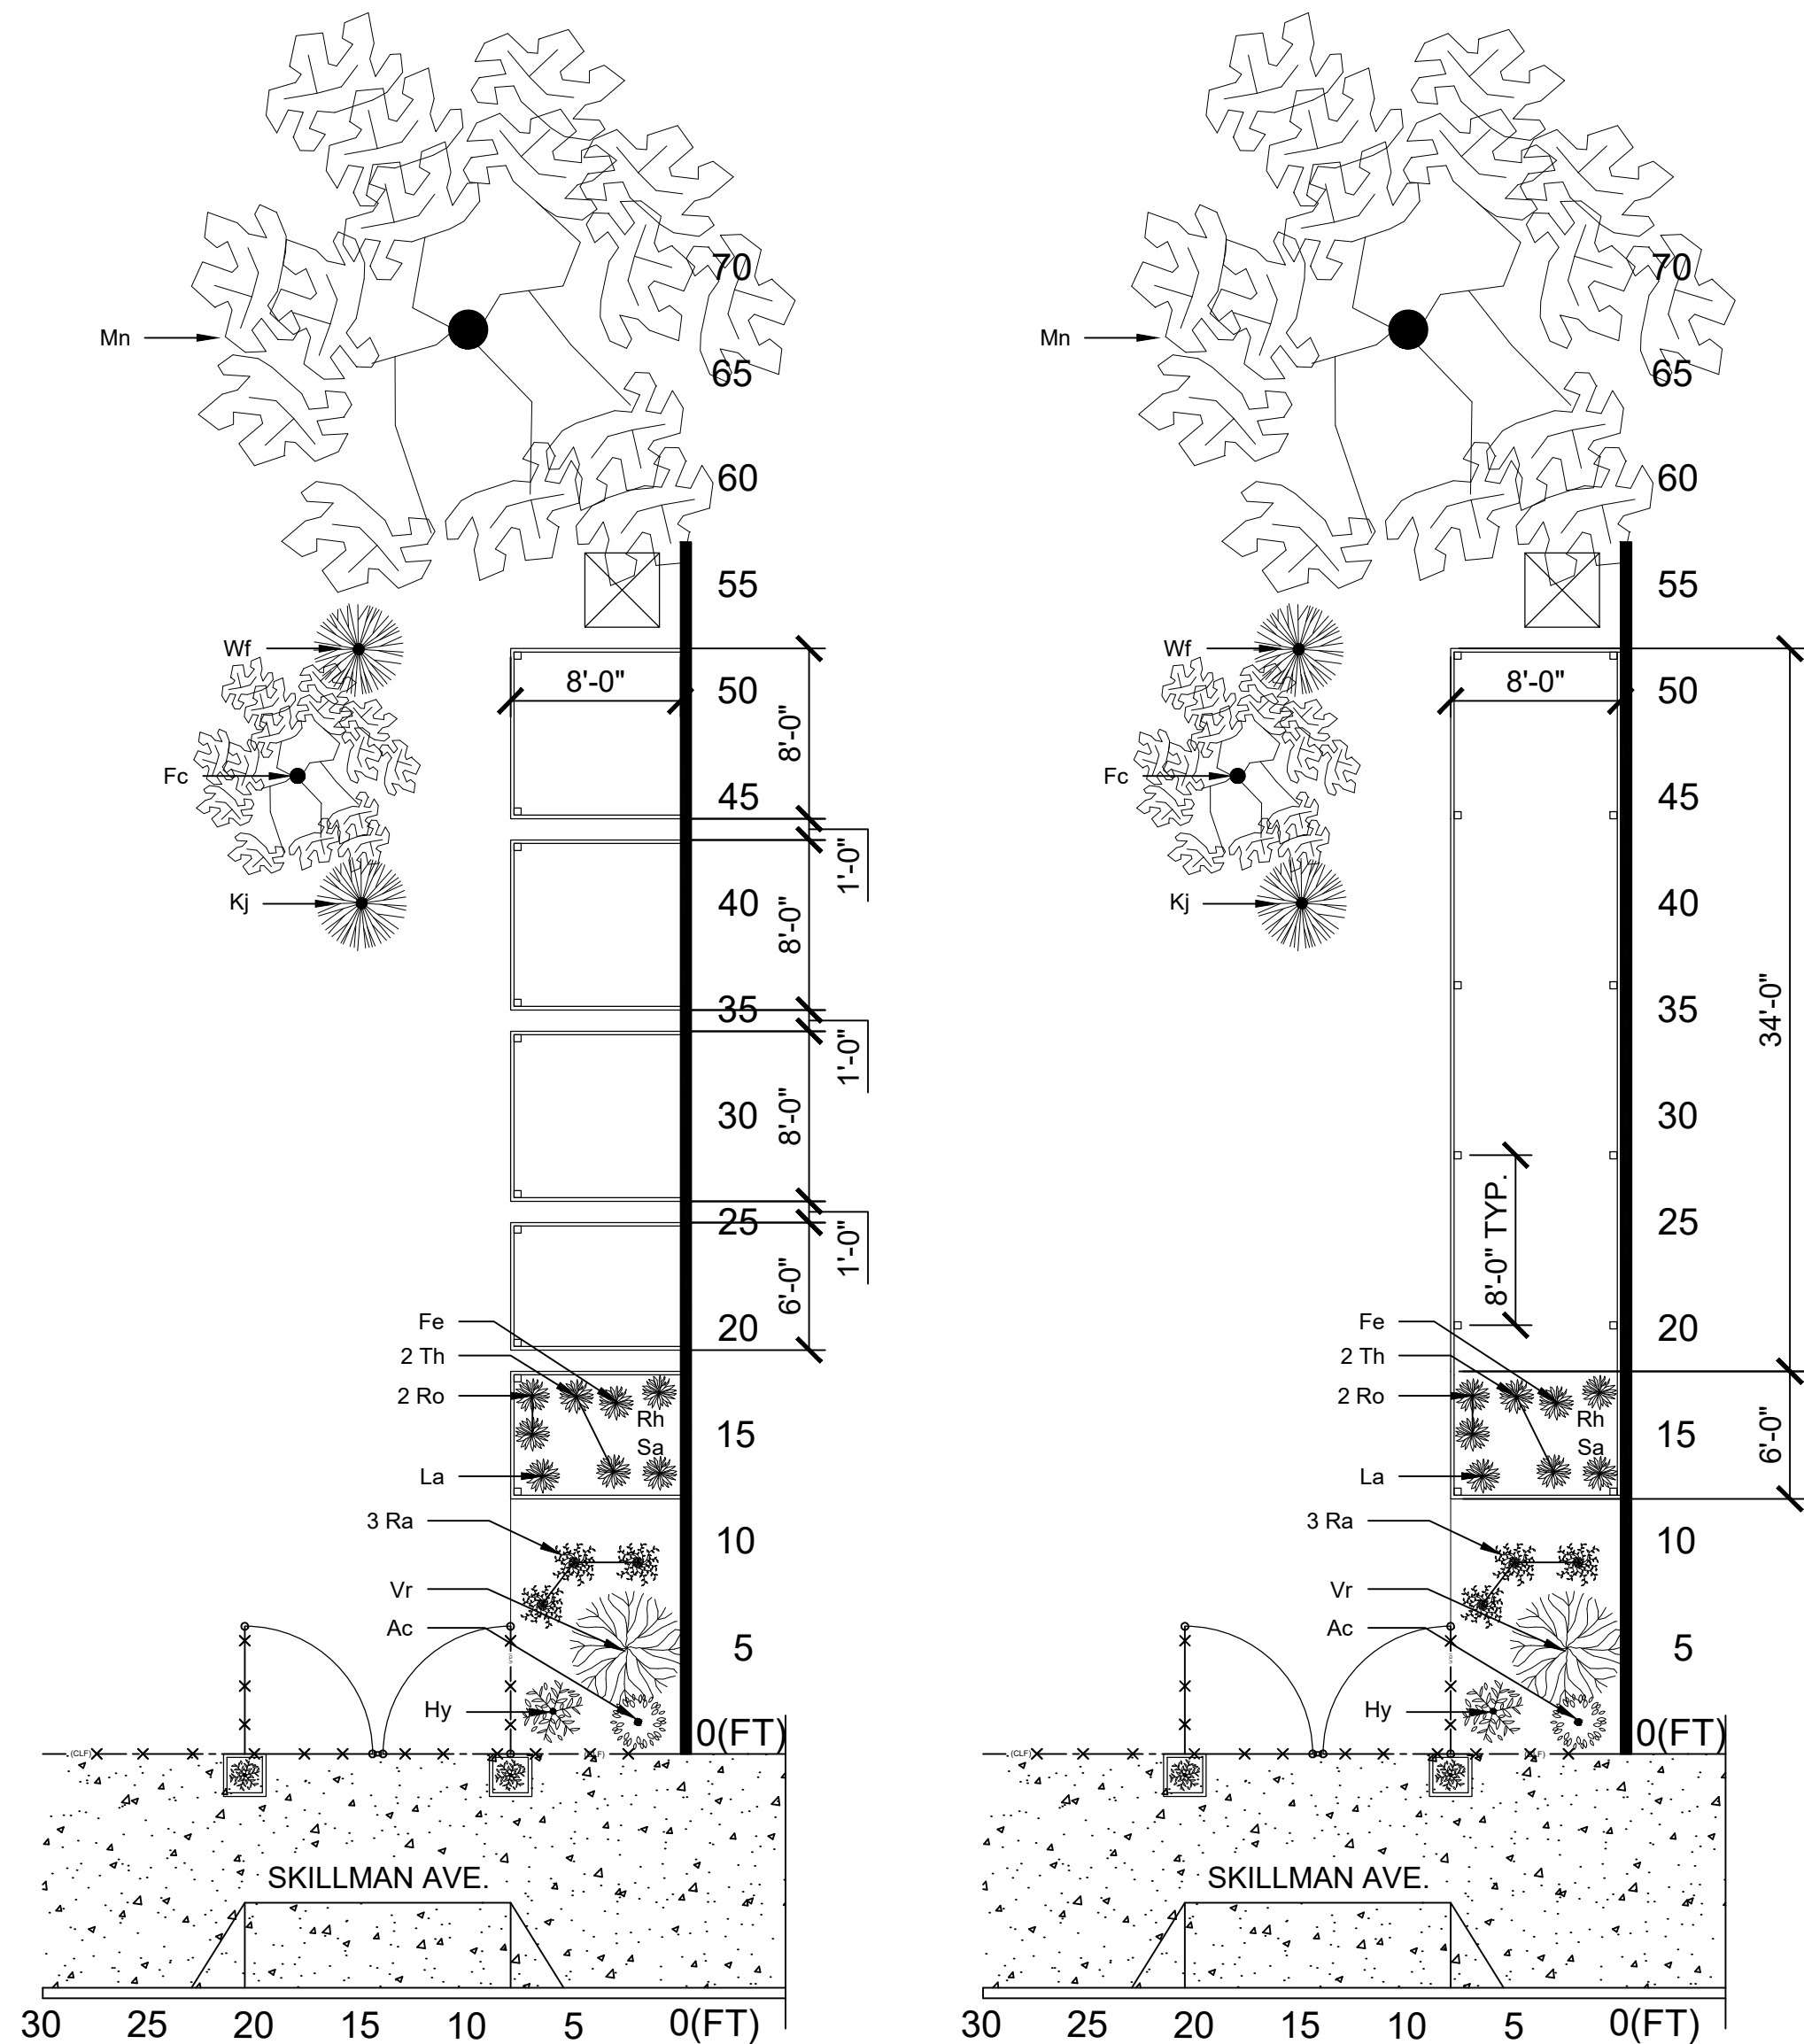 70
Mn
65
60
55
Wf
8'-0"
50
8'-0"
Fc
45
1'-0"
Kj
40
8'-0"
35
1'-0"
30
8'-0"
25
1'-0"
6'-0"
Fe
20
2 Th
2 Ro
Rh
15
Sa
La
3 Ra
10
Vr
Ac
5
Hy
0(FT)
(CLF)
(CLF)
SKILLMAN AVE.
30 25 20 15 10 5 0(FT)
70
Mn
65
60
55
Wf
8'-0"
50
Fc
45
Kj
40
35
34'-0"
30
8'-0" TYP.
25
Fe
20
2 Th
2 Ro
Rh
15
Sa
6'-0"
La
3 Ra
10
Vr
Ac
5
Hy
0(FT)
(CLF)
(CLF)
SKILLMAN AVE.
30 25 20 15 10 5 0(FT)